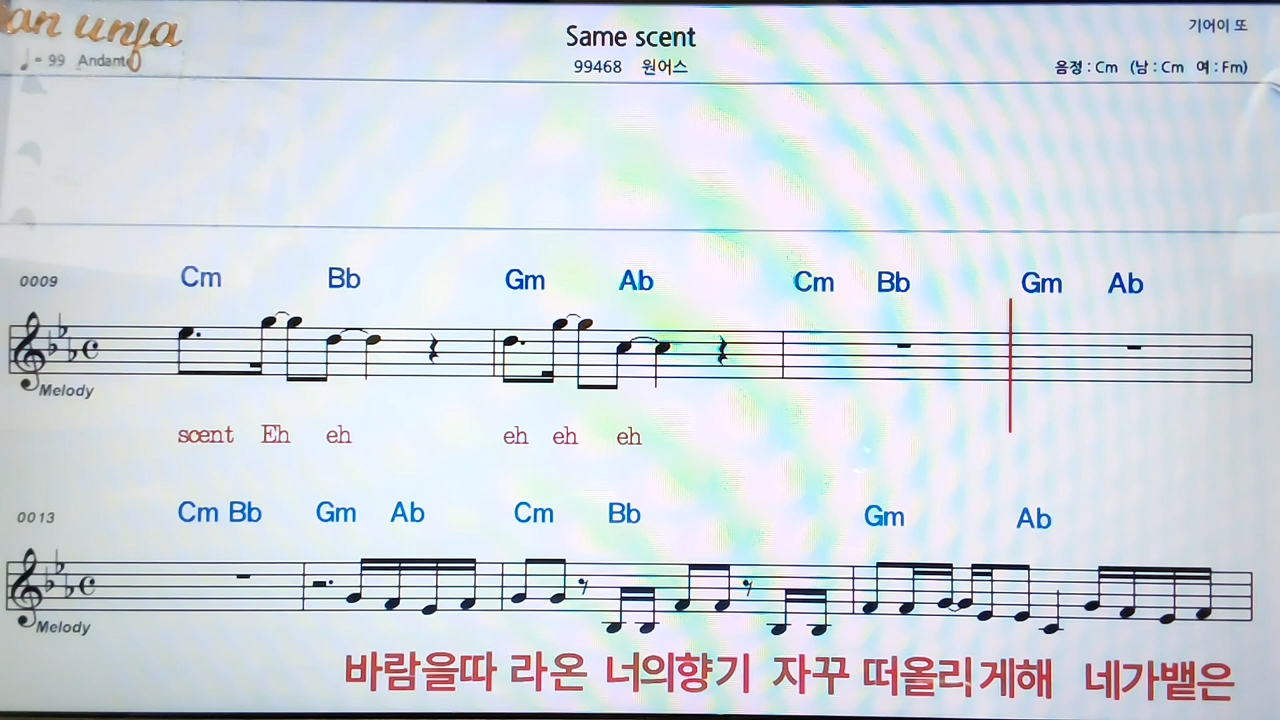 an unfa
Same scent
기어이 또
♩= 99 Andante
99468 원어스
음정 : Cm (남 : Cm 여 : Fm)
0009
Cm Bb Gm Ab Cm Bb Gm Ab
Melody
scent Eh eh eh eh eh
0013
Cm Bb Gm Ab Cm Bb Gm Ab
Melody
바람을따 라온 너의향기 자꾸 떠올리게해 네가뱉은